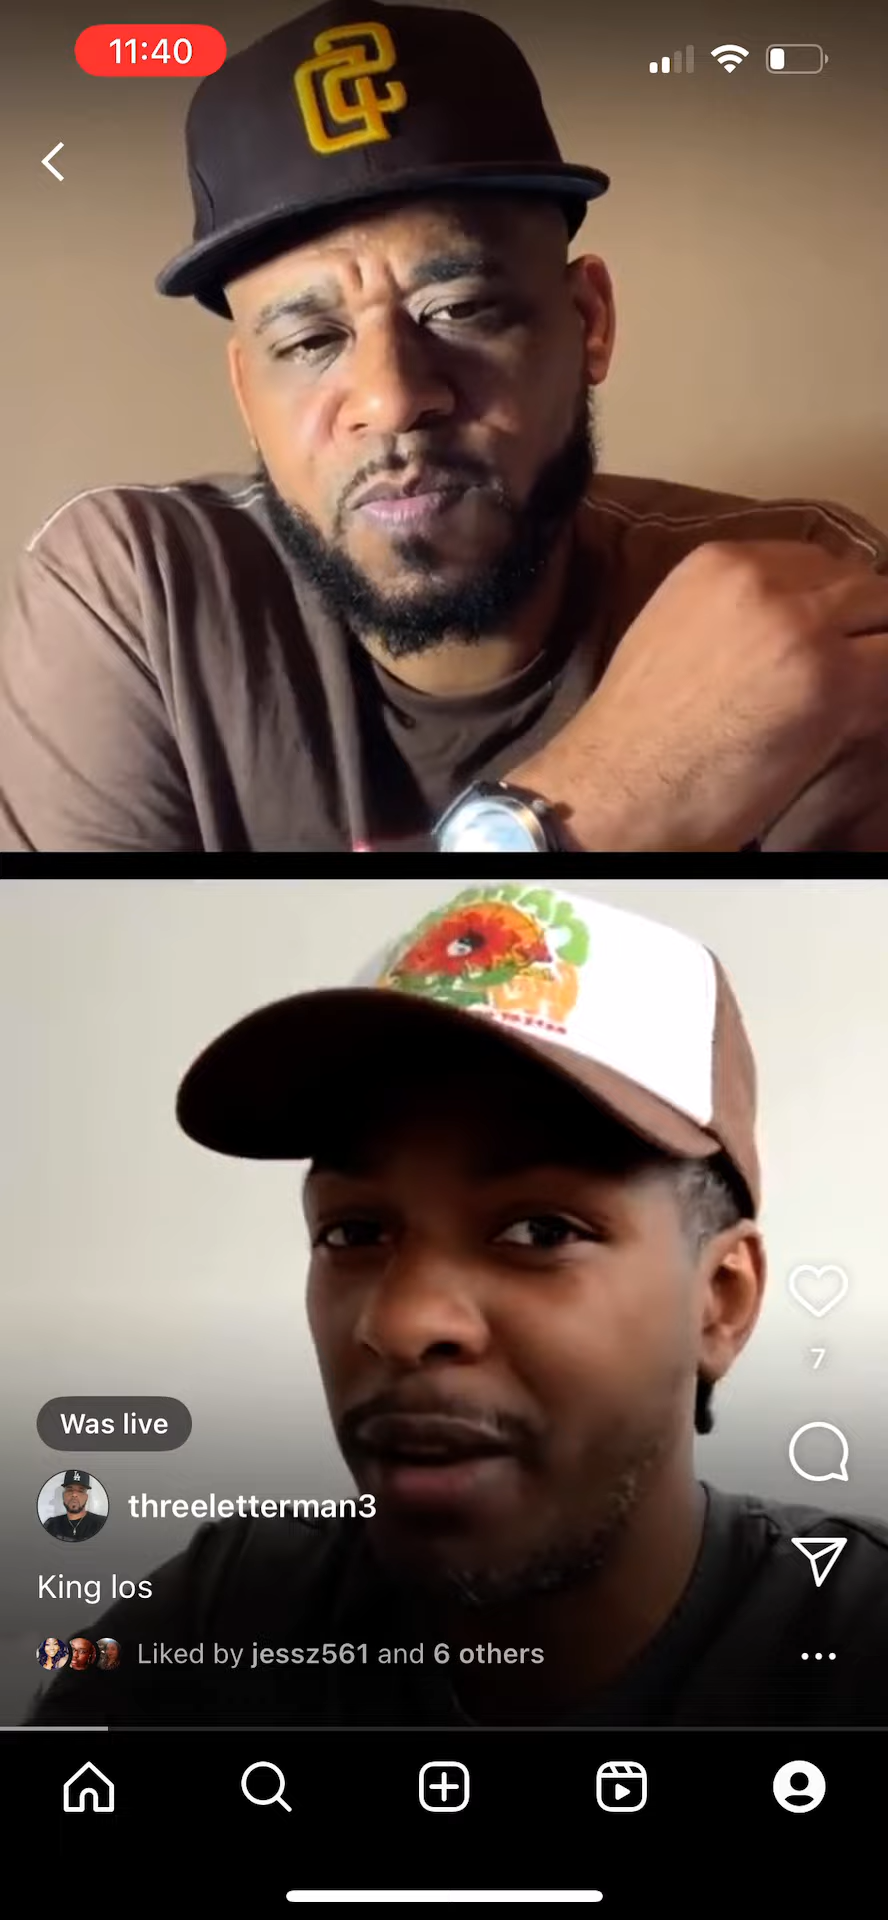 11:40
7
Was live
threeletterman3
King los
Liked by jessz561 and 6 others